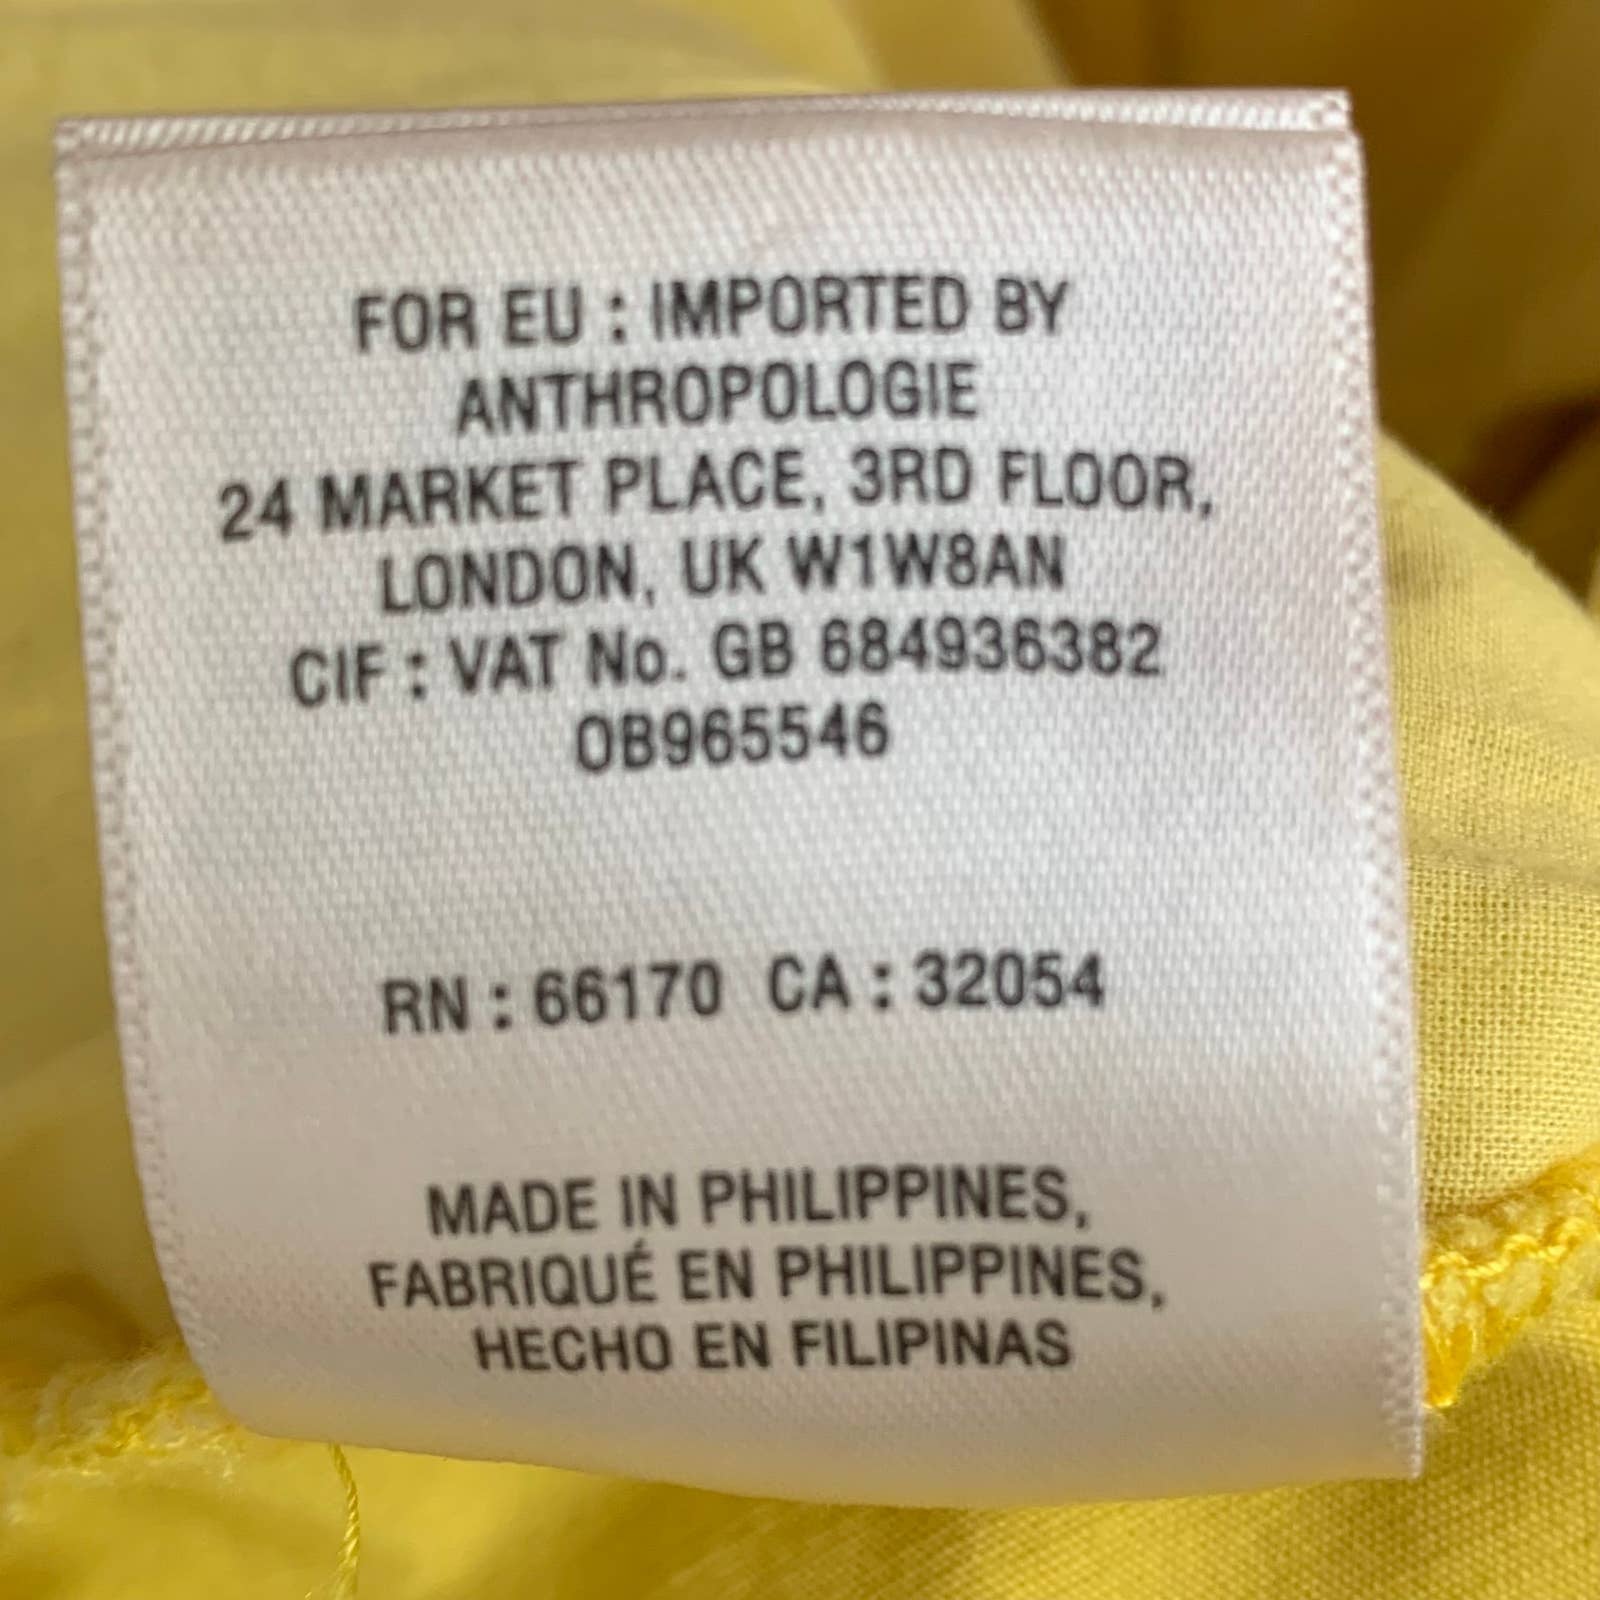 FOR EU : IMPORTED BY
ANTHROPOLOGIE
24 MARKET PLACE, 3RD FLOOR,
LONDON, UK W1W8AN
CIF : VAT No. GB 684936382
0B965546
RN : 66170 CA : 32054
MADE IN PHILIPPINES,
FABRIQUÉ EN PHILIPPINES,
HECHO EN FILIPINAS